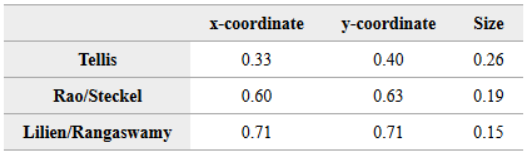 x-coordinate y-coordinate Size
Tellis 0.33 0.40 0.26
Rao/Steckel 0.60 0.63 0.19
Lilien/Rangaswamy 0.71 0.71 0.15